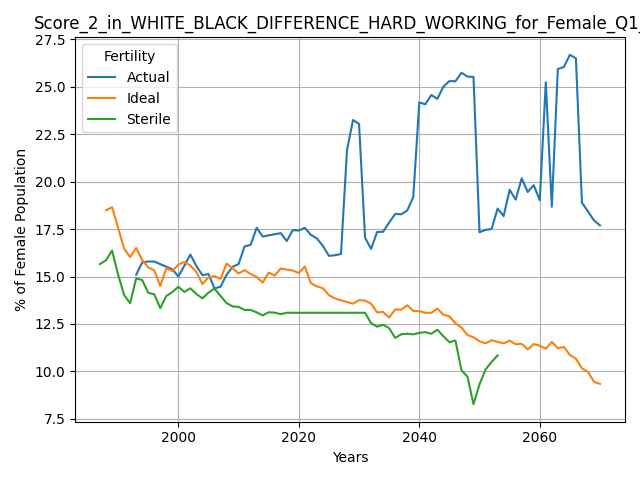 Score_2_in_WHITE_BLACK_DIFFERENCE_HARD_WORKING_for_Female_Q1_
27.5
25.0
22.5
20.0
17.5
15.0
12.5
10.0
7.5
% of Female Population
Fertility
Actual
Ideal
Sterile
2000 2020 2040 2060
Years